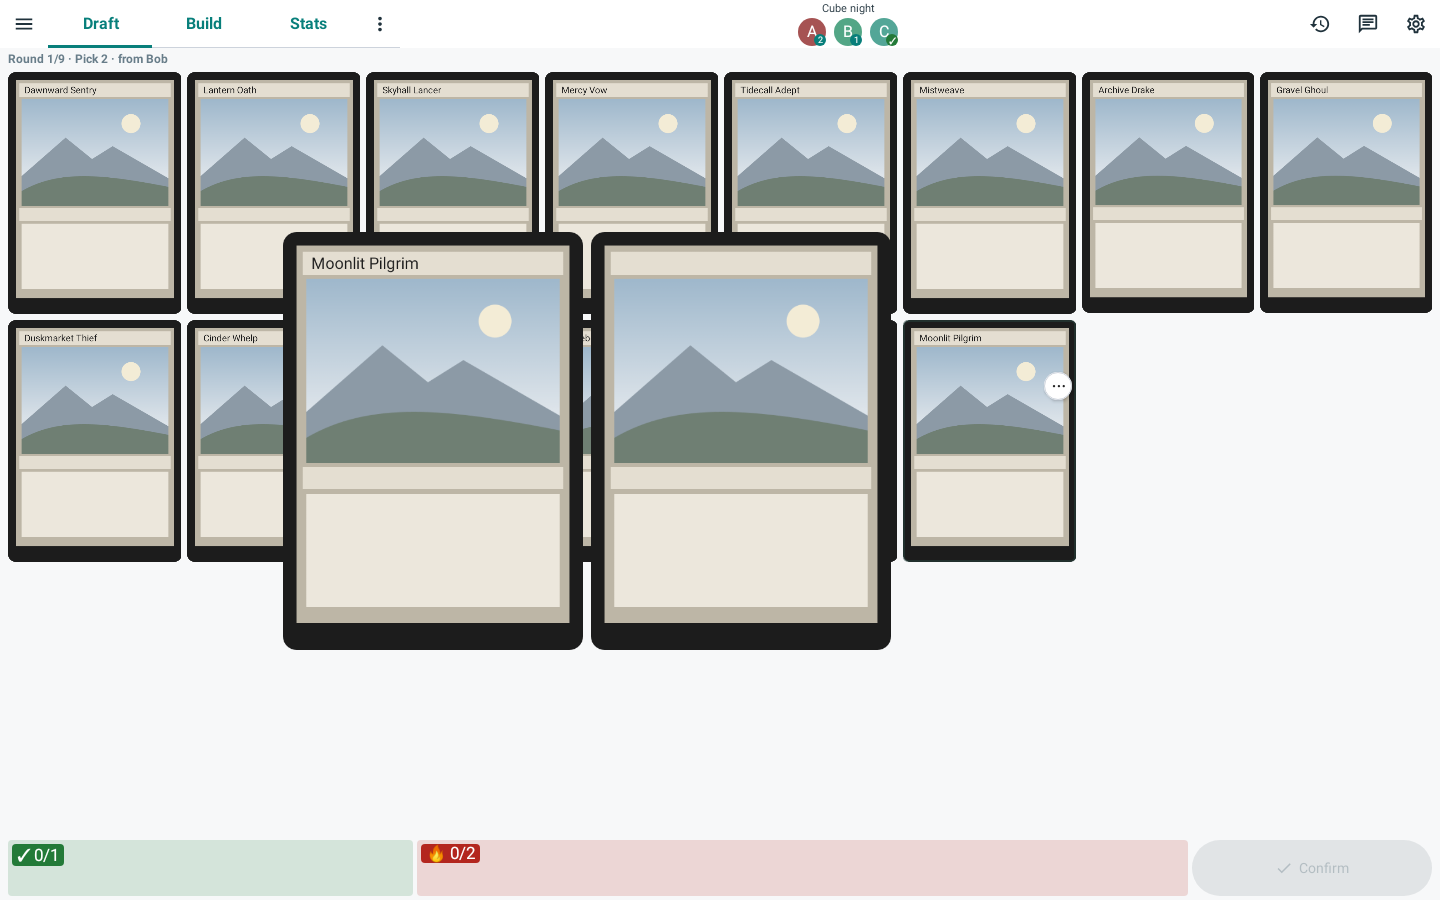 Draft
Build
Stats
Cube night
A
2
B
1
C
Round 1/9 · Pick 2 · from Bob
Dawnward Sentry
Lantern Oath
Skyhall Lancer
Mercy Vow
Tidecall Adept
Mistweave
Archive Drake
Gravel Ghoul
Moonlit Pilgrim
Duskmarket Thief
Cinder Whelp
Moonlit Pilgrim
0/1
0/2
Confirm